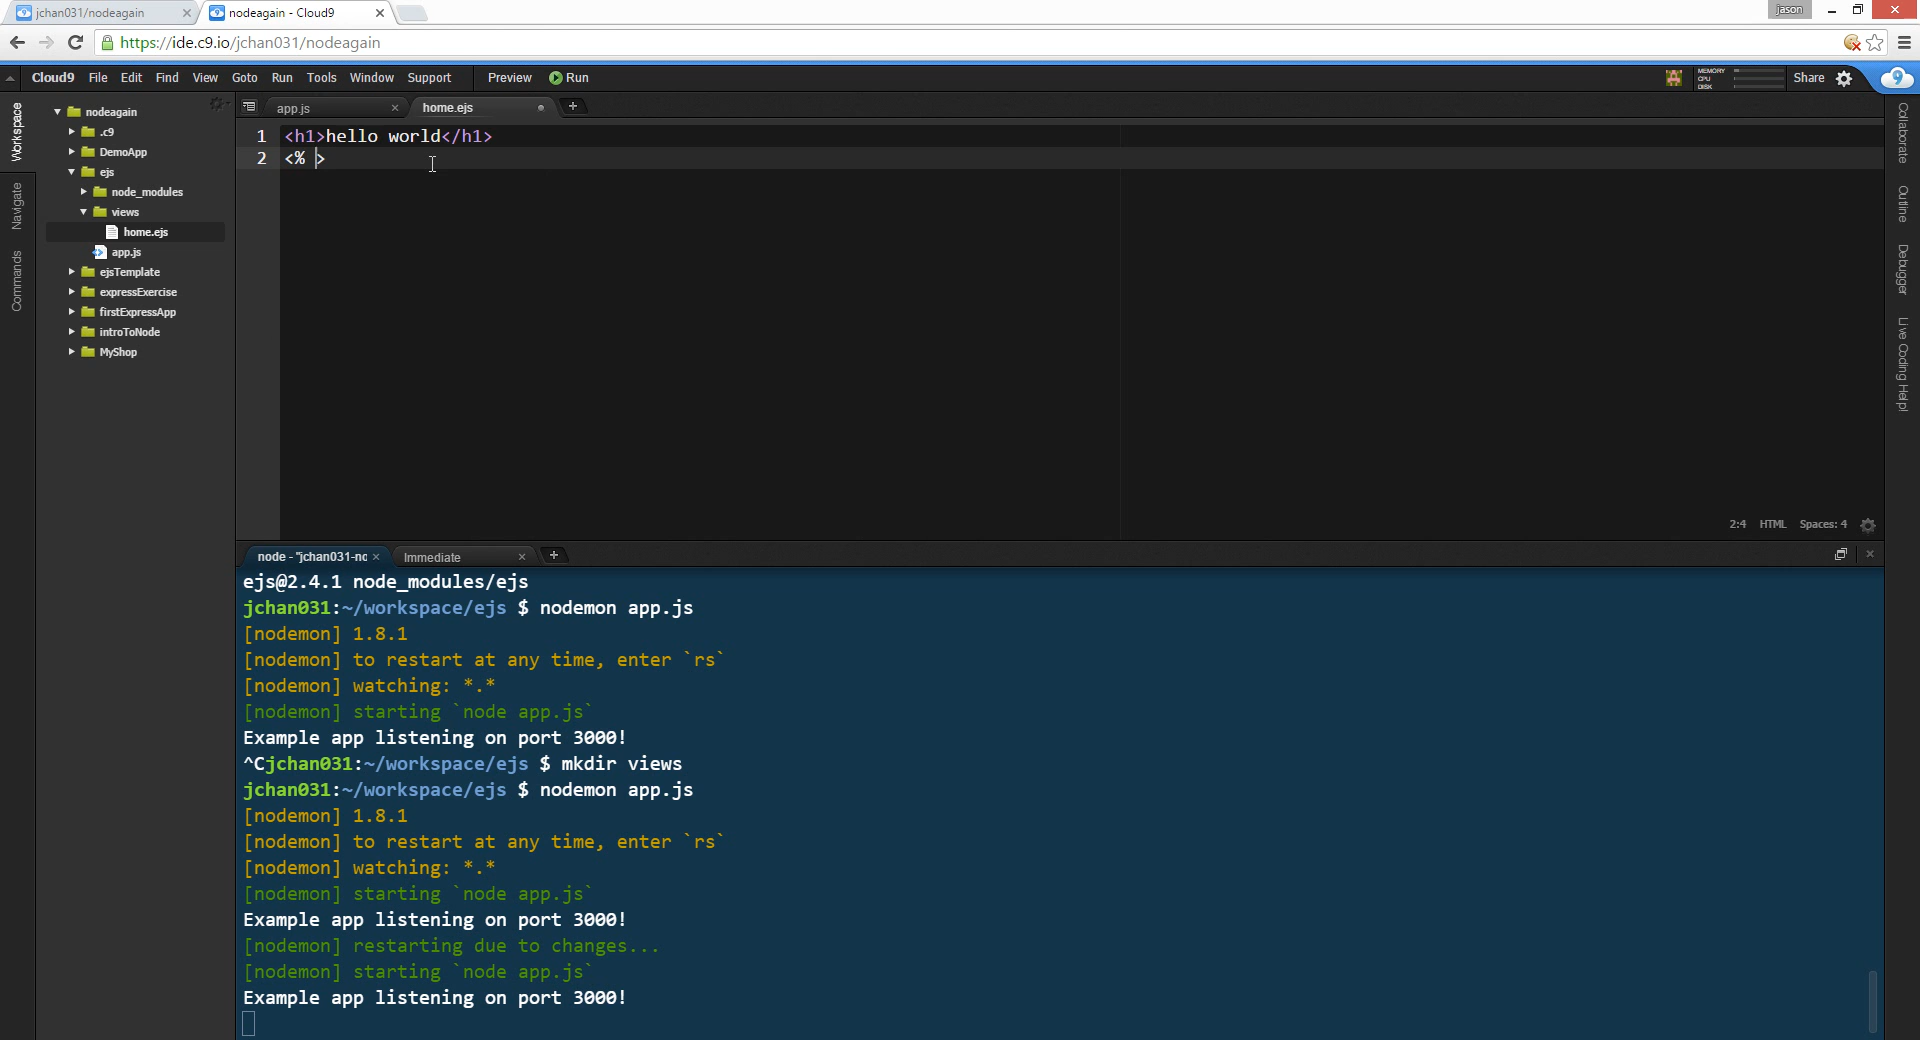 jchan031/nodeagain
nodeagain - Cloud9
jason
https://ide.c9.io/jchan031/nodeagain
Cloud9 File Edit Find View Goto Run Tools Window Support Preview Run
MEMORY
CPU
DISK
Share
9
Workspace
Navigate
Commands
nodeagain
.c9
DemoApp
ejs
node_modules
views
home.ejs
app.js
ejsTemplate
expressExercise
firstExpressApp
introToNode
MyShop
app.js
home.ejs
1 <h1>hello world</h1>
2 <% >
2:4 HTML Spaces: 4
Collaborate
Outline
Debugger
Live Coding Help!
node - "jchan031-no
Immediate
ejs@2.4.1 node_modules/ejs
jchan031:~/workspace/ejs $ nodemon app.js
[nodemon] 1.8.1
[nodemon] to restart at any time, enter `rs`
[nodemon] watching: *.*
[nodemon] starting `node app.js`
Example app listening on port 3000!
^Cjchan031:~/workspace/ejs $ mkdir views
jchan031:~/workspace/ejs $ nodemon app.js
[nodemon] 1.8.1
[nodemon] to restart at any time, enter `rs`
[nodemon] watching: *.*
[nodemon] starting `node app.js`
Example app listening on port 3000!
[nodemon] restarting due to changes...
[nodemon] starting `node app.js`
Example app listening on port 3000!